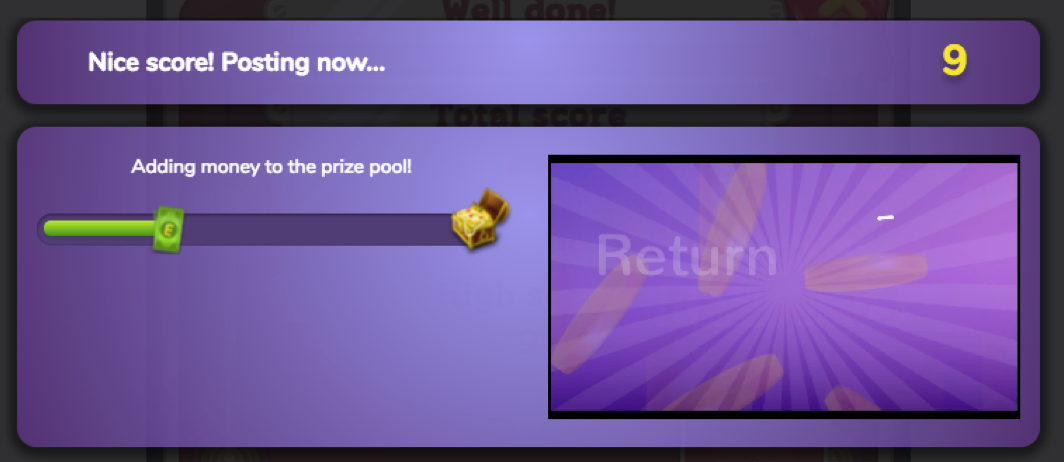 Well done!
Nice score! Posting now...
9
Total score
Adding money to the prize pool!
E
Return